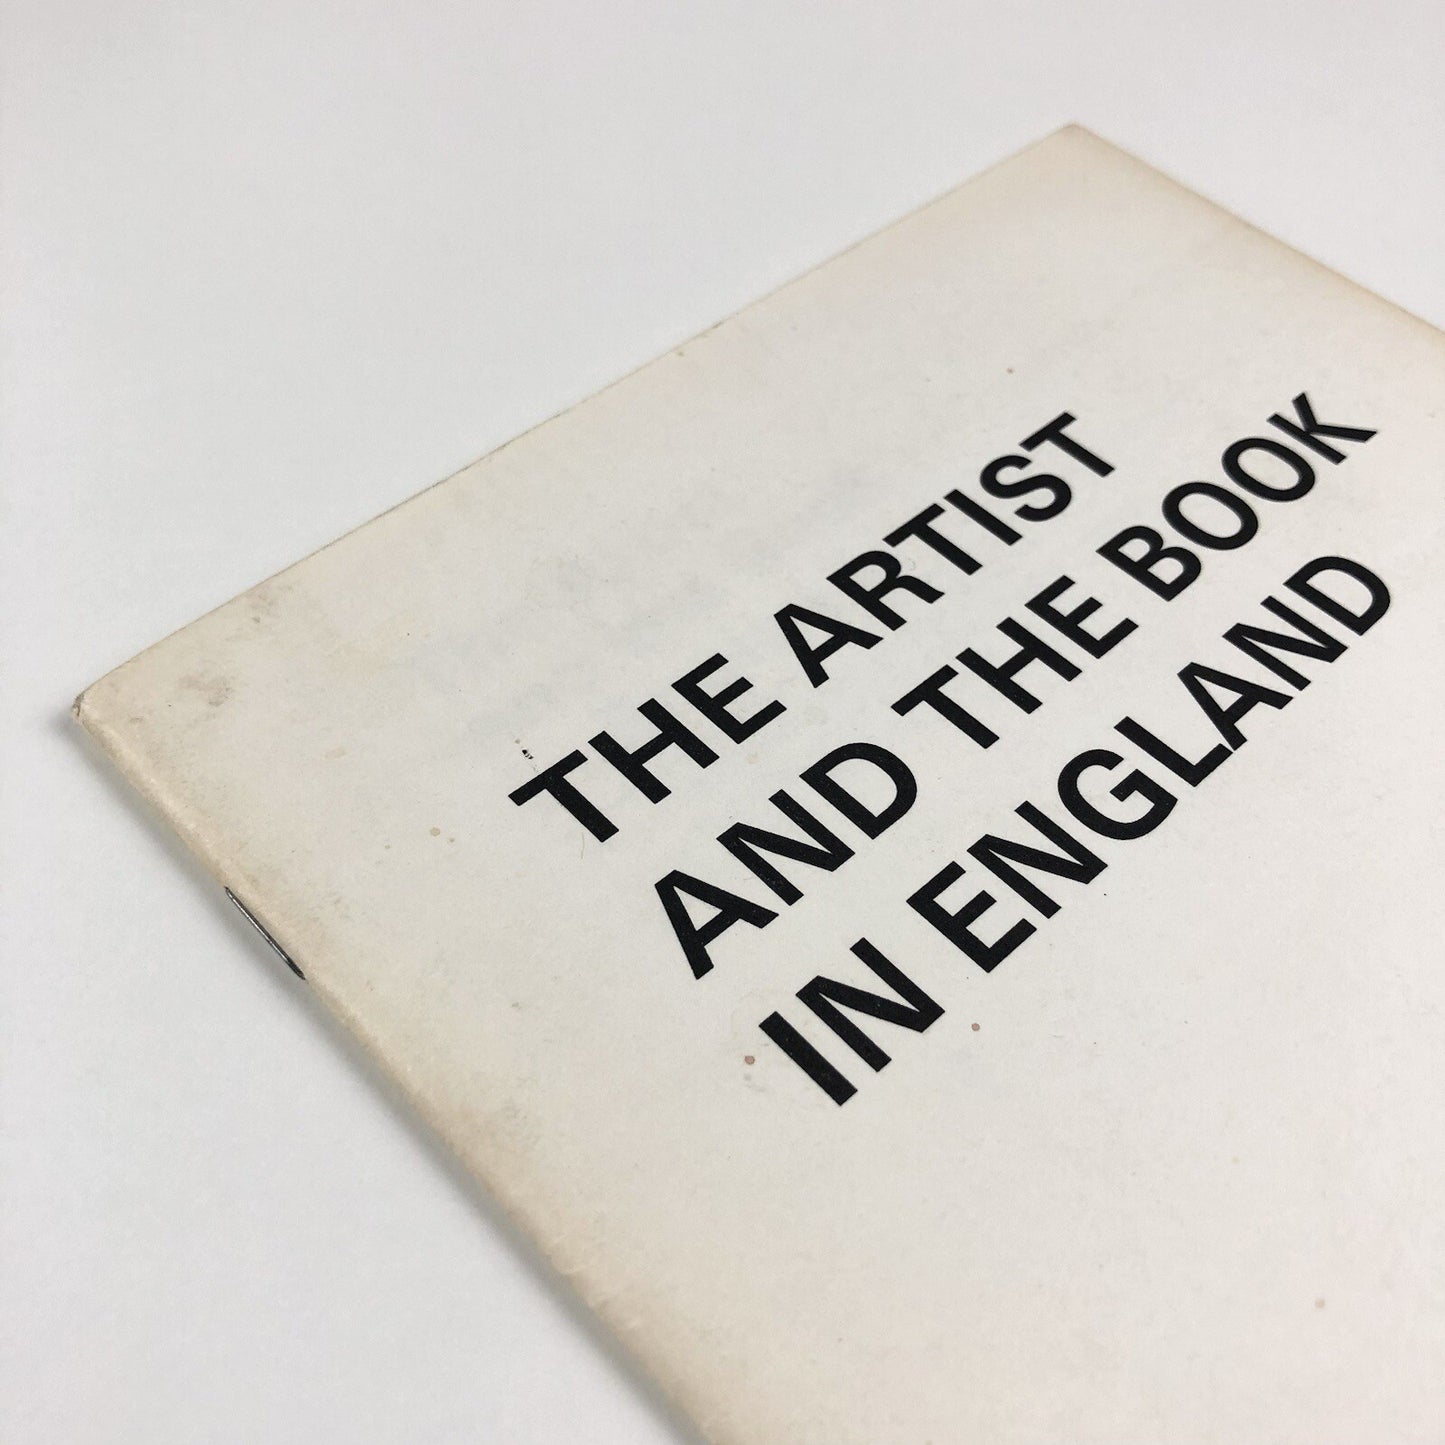 THE ARTIST
AND THE BOOK
IN ENGLAND